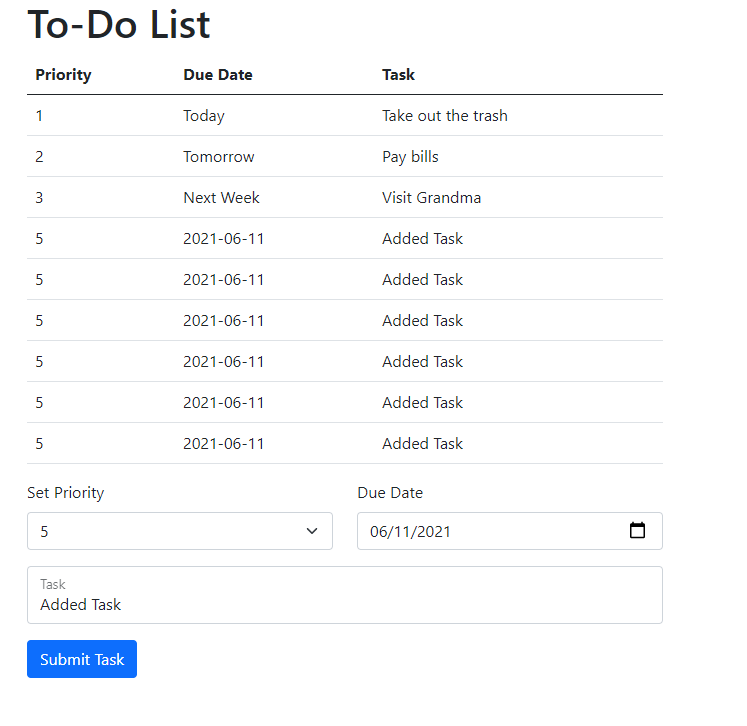 To-Do List
Priority Due Date Task
1 Today Take out the trash
2 Tomorrow Pay bills
3 Next Week Visit Grandma
5 2021-06-11 Added Task
5 2021-06-11 Added Task
5 2021-06-11 Added Task
5 2021-06-11 Added Task
5 2021-06-11 Added Task
5 2021-06-11 Added Task
Set Priority Due Date
5 06/11/2021
Task
Added Task
Submit Task